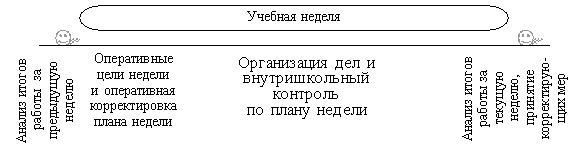 Учебная неделя
Анализ итогов
работы за
предыдущую
неделю
Оперативные
цели недели
и оперативная
корректировка
плана недели
Организация дел и
внутришкольный
контроль
по плану недели
Анализ итогов
работы за
текущую
неделю,
принятие
корректирую-
щих мер